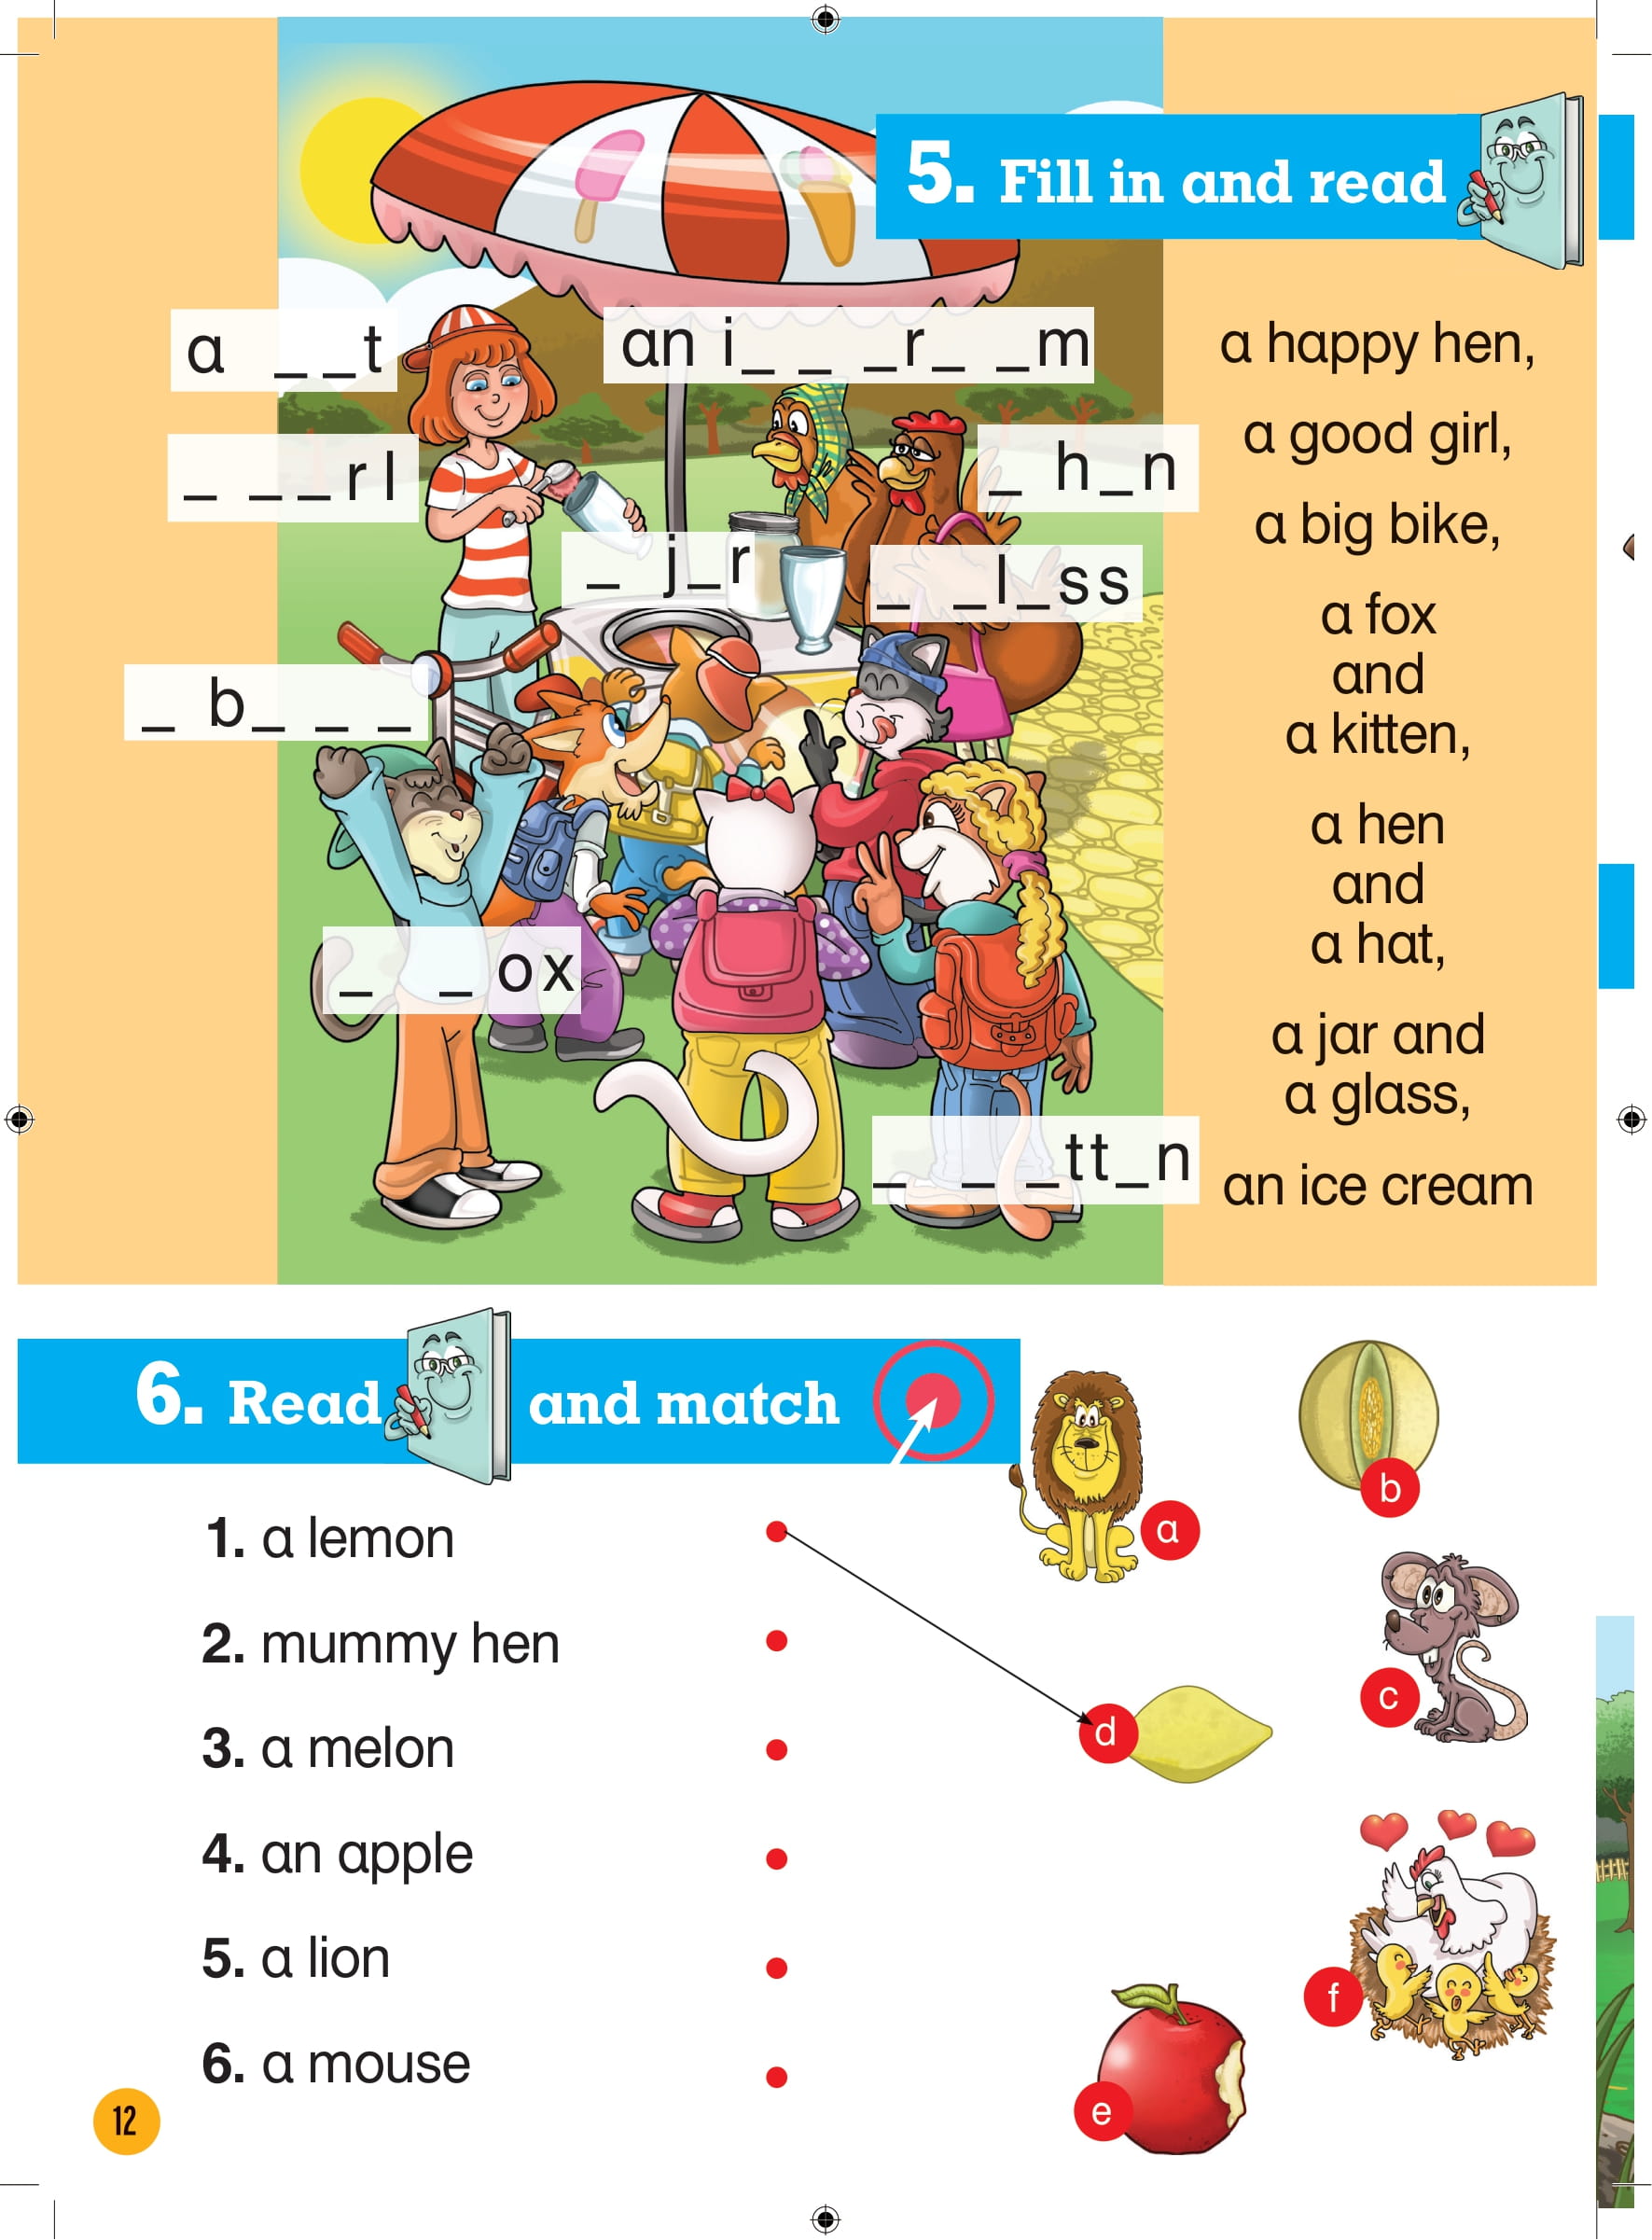 5. Fill in and read
a _ _t
an i_ _ _r_ _m
_ _ _rl
_ h_n
_ j_r
_ _l_ss
_ b_ _ _
_ _ox
_ _ _tt_n
a happy hen,
a good girl,
a big bike,
a fox
and
a kitten,
a hen
and
a hat,
a jar and
a glass,
an ice cream
6. Read and match
1. a lemon
2. mummy hen
3. a melon
4. an apple
5. a lion
6. a mouse
a
b
c
d
e
f
12